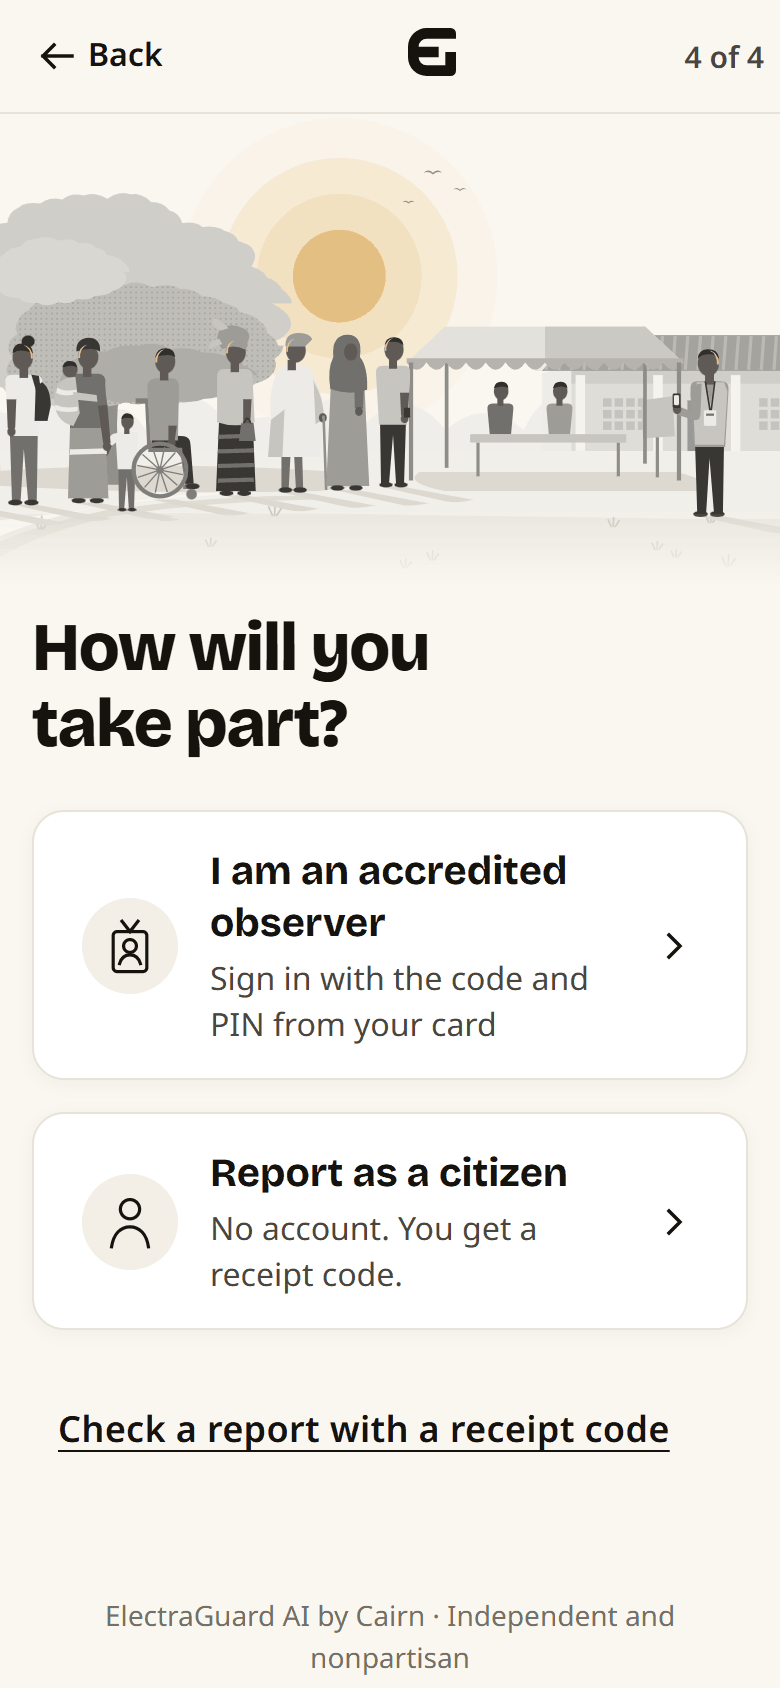 Back
4 of 4
How will you
take part?
I am an accredited
observer
Sign in with the code and
PIN from your card
Report as a citizen
No account. You get a
receipt code.
Check a report with a receipt code
ElectraGuard AI by Cairn · Independent and
nonpartisan